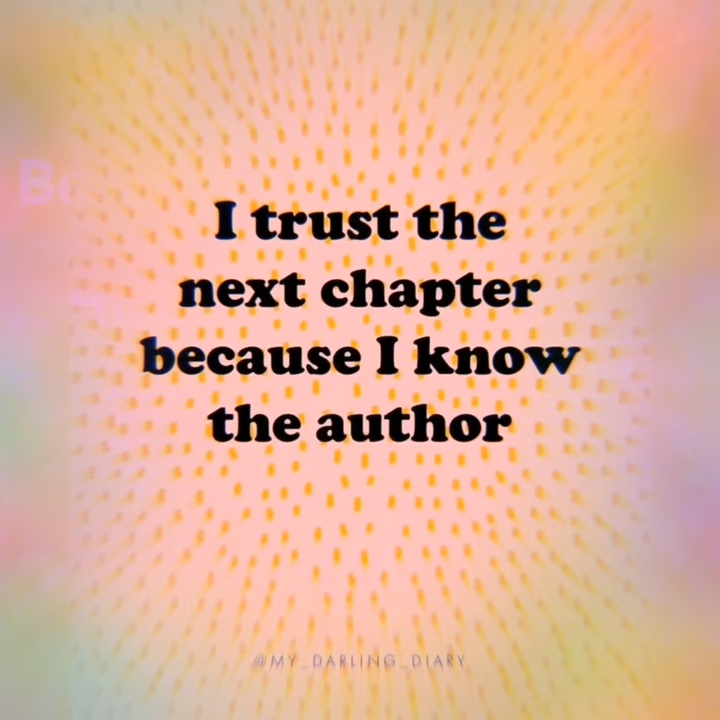 I trust the
next chapter
because I know
the author
@MY_DARLING_DIARY